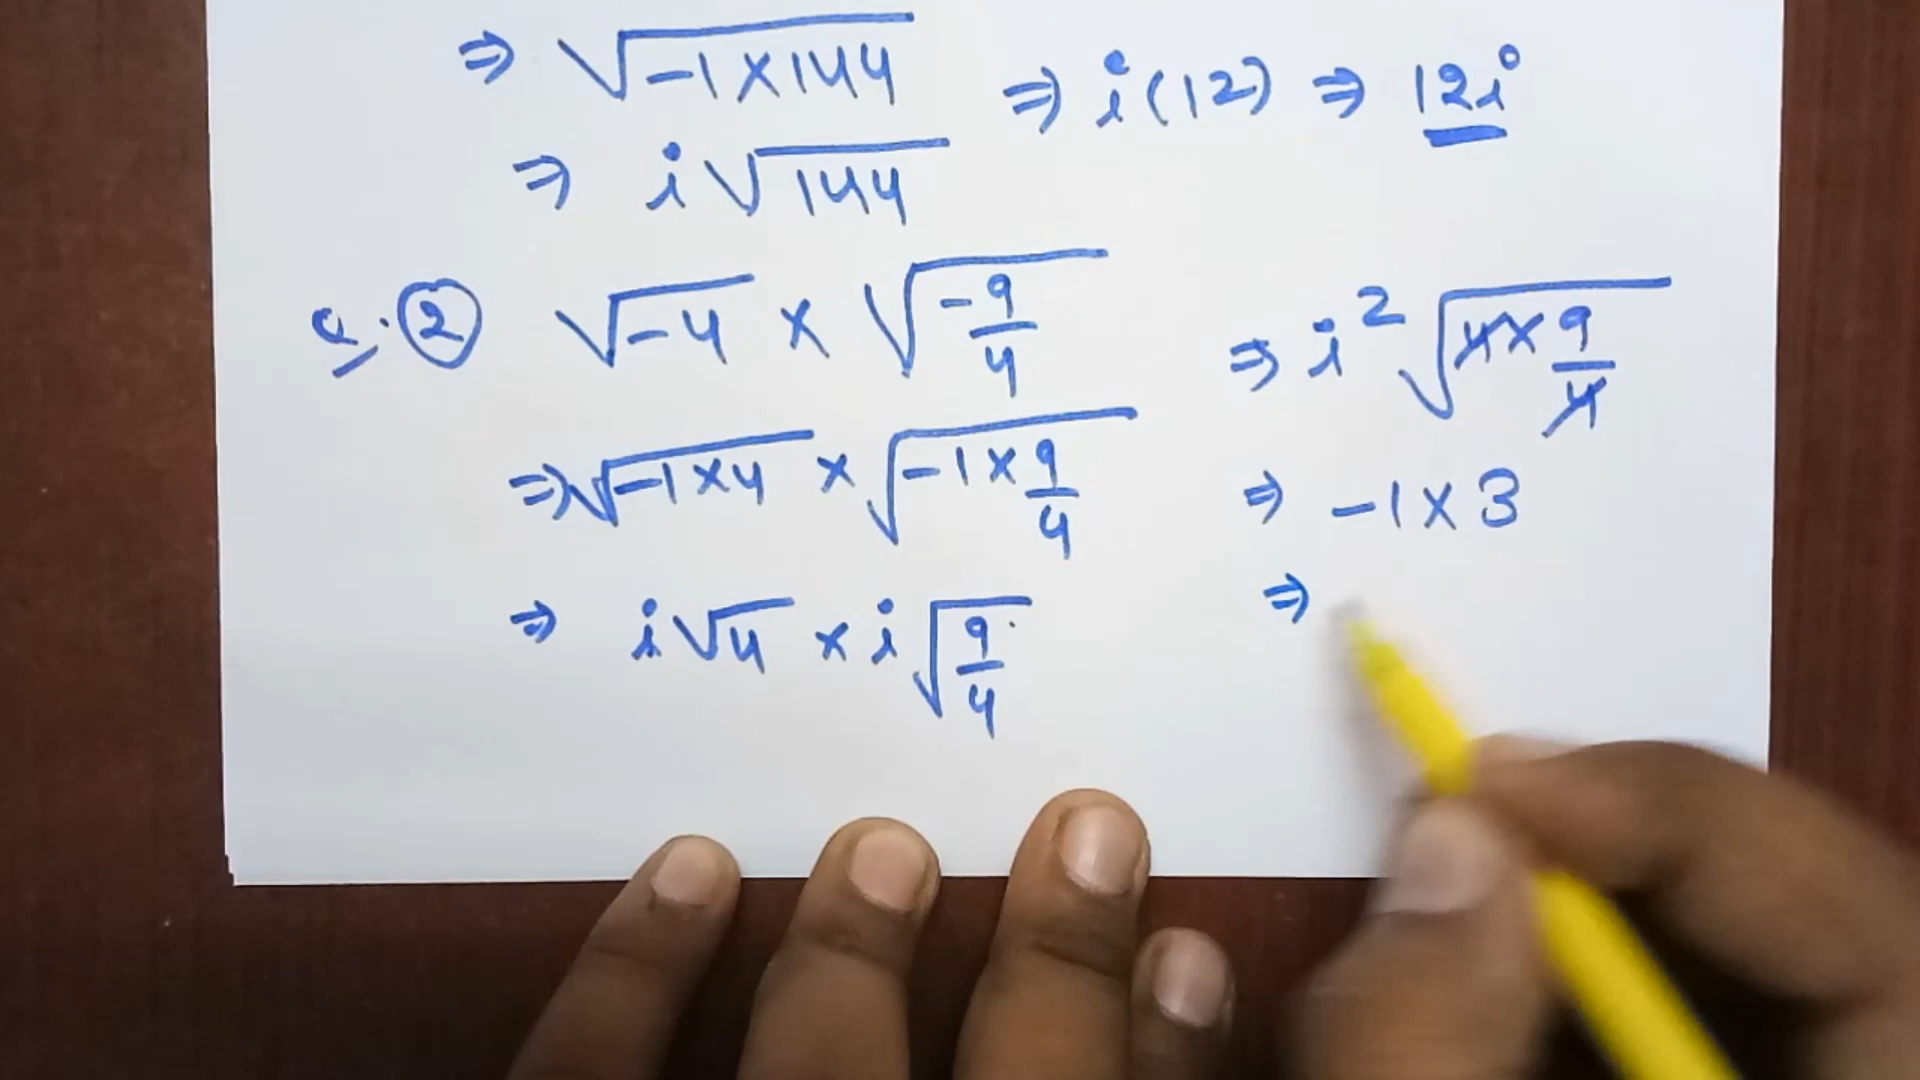 ⇒ √-1×144
⇒ i√144
⇒ i(12) ⇒ 12i
Q.② √-4 × √-9/4
⇒ √-1×4 × √-1×9/4
⇒ i√4 × i√9/4
⇒ i²√4×9/4
⇒ -1×3
⇒